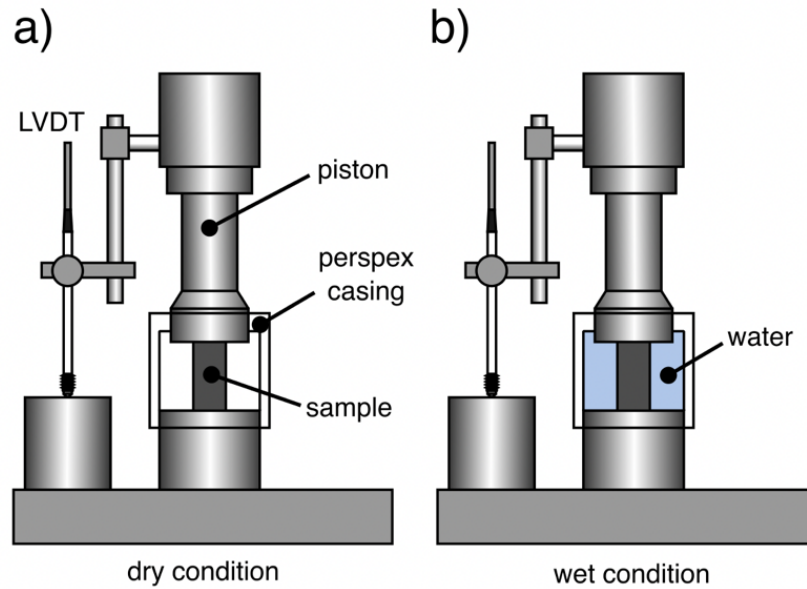 a)
LVDT
piston
perspex
casing
sample
dry condition
b)
water
wet condition